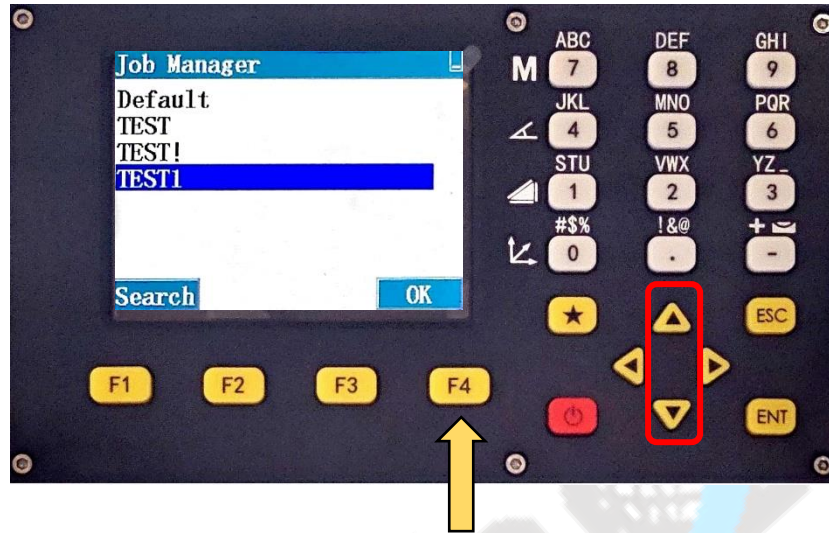 Job Manager
Default
TEST
TEST!
TEST1
Search OK
F1 F2 F3 F4
ABC DEF GHI
M 7 8 9
JKL MNO PQR
4 5 6
STU VWX YZ_
1 2 3
#$% !&@ +
0 . -
★ ESC
ENT